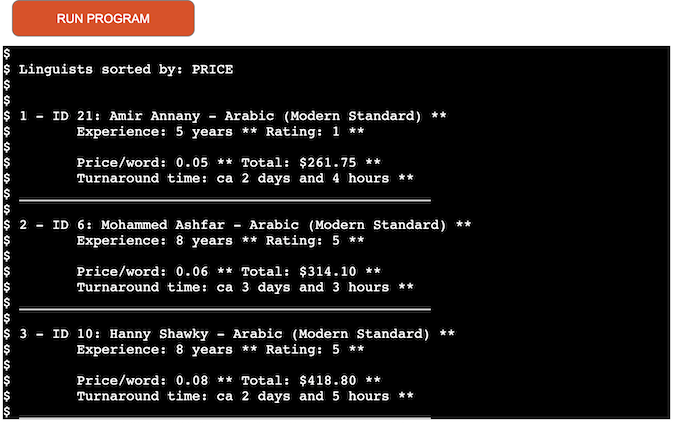 RUN PROGRAM
$
$ Linguists sorted by: PRICE
$
$
$ 1 - ID 21: Amir Annany - Arabic (Modern Standard) **
$        Experience: 5 years ** Rating: 1 **
$
$        Price/word: 0.05 ** Total: $261.75 **
$        Turnaround time: ca 2 days and 4 hours **
$ __________________________________________________
$
$ 2 - ID 6: Mohammed Ashfar - Arabic (Modern Standard) **
$        Experience: 8 years ** Rating: 5 **
$
$        Price/word: 0.06 ** Total: $314.10 **
$        Turnaround time: ca 3 days and 3 hours **
$ __________________________________________________
$
$ 3 - ID 10: Hanny Shawky - Arabic (Modern Standard) **
$        Experience: 8 years ** Rating: 5 **
$
$        Price/word: 0.08 ** Total: $418.80 **
$        Turnaround time: ca 2 days and 5 hours **
$ __________________________________________________